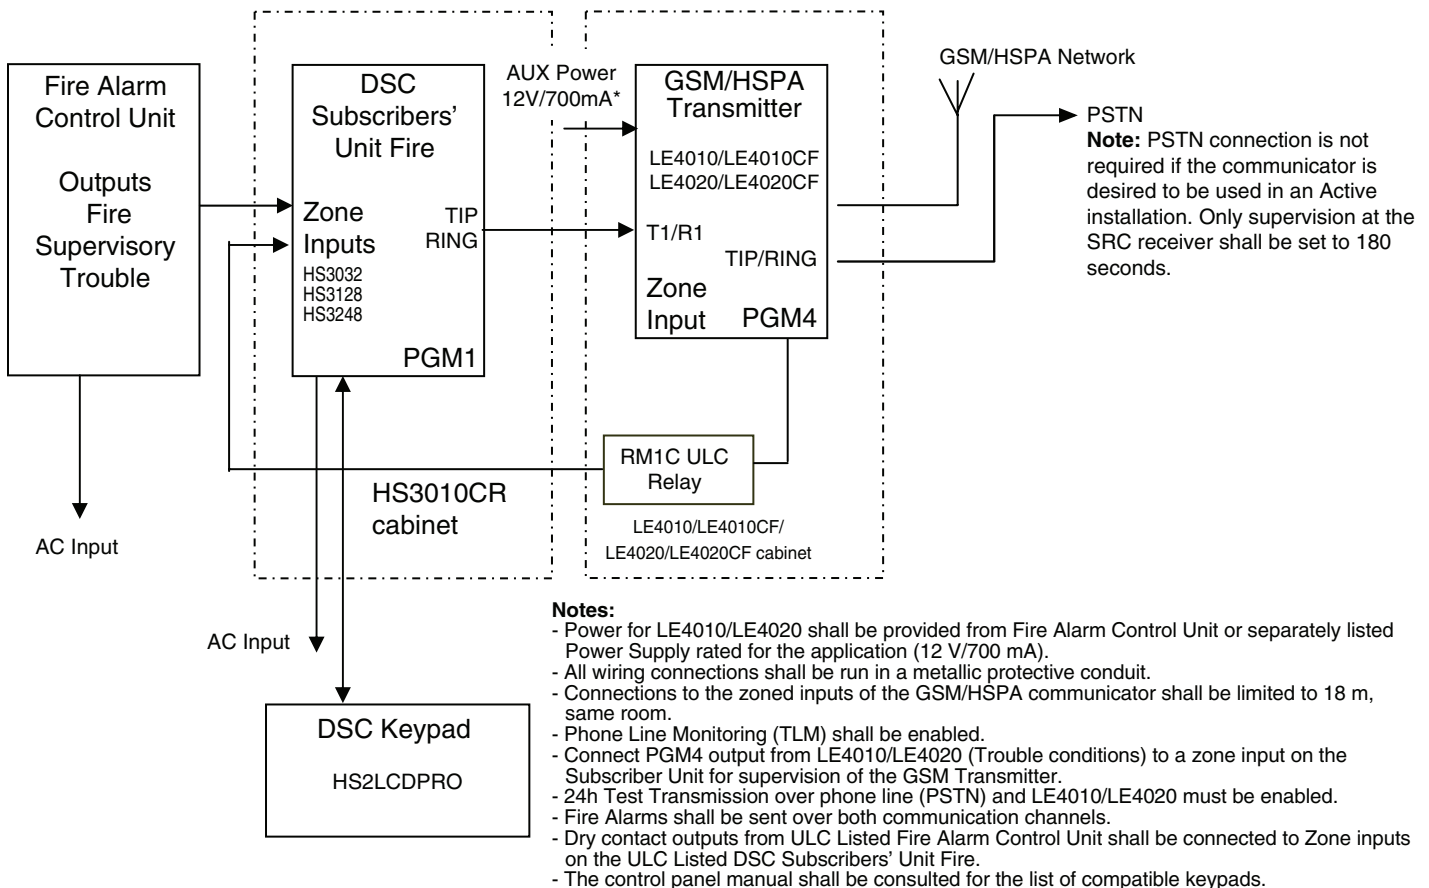 Fire Alarm
Control Unit
Outputs
Fire
Supervisory
Trouble
AC Input
DSC
Subscribers'
Unit Fire
Zone
Inputs
HS3032
HS3128
HS3248
TIP
RING
PGM1
HS3010CR
cabinet
AC Input
DSC Keypad
HS2LCDPRO
AUX Power
12V/700mA*
GSM/HSPA
Transmitter
LE4010/LE4010CF
LE4020/LE4020CF
T1/R1
TIP/RING
Zone
Input
PGM4
RM1C ULC
Relay
LE4010/LE4010CF/
LE4020/LE4020CF cabinet
GSM/HSPA Network
PSTN
Note: PSTN connection is not
required if the communicator is
desired to be used in an Active
installation. Only supervision at the
SRC receiver shall be set to 180
seconds.
Notes:
- Power for LE4010/LE4020 shall be provided from Fire Alarm Control Unit or separately listed
Power Supply rated for the application (12 V/700 mA).
- All wiring connections shall be run in a metallic protective conduit.
- Connections to the zoned inputs of the GSM/HSPA communicator shall be limited to 18 m,
same room.
- Phone Line Monitoring (TLM) shall be enabled.
- Connect PGM4 output from LE4010/LE4020 (Trouble conditions) to a zone input on the
Subscriber Unit for supervision of the GSM Transmitter.
- 24h Test Transmission over phone line (PSTN) and LE4010/LE4020 must be enabled.
- Fire Alarms shall be sent over both communication channels.
- Dry contact outputs from ULC Listed Fire Alarm Control Unit shall be connected to Zone inputs
on the ULC Listed DSC Subscribers' Unit Fire.
- The control panel manual shall be consulted for the list of compatible keypads.